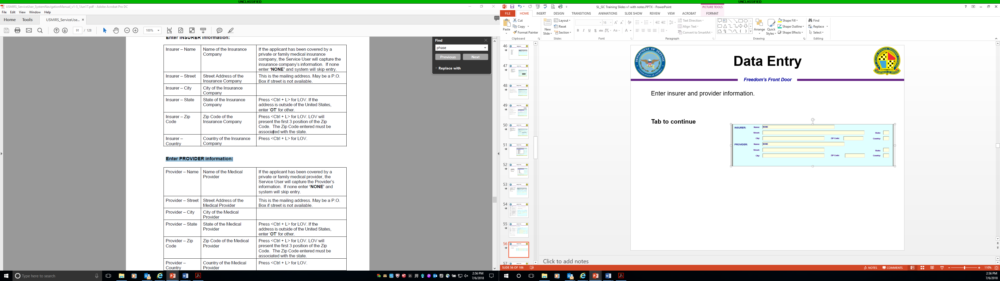 UNCLASSIFIED
USMIRS_ServiceUser_SystemNavigationManual_v1-5_1Jun17.pdf - Adobe Acrobat Pro DC
File Edit View Window Help
Home Tools USMIRS_ServiceUse... ×
91 / 128 100%
Find
phase
Previous Next
Replace with
Enter INSURER information:
Insurer – Name Name of the Insurance Company If the applicant has been covered by a
private or family medical insurance
company, the Service User will capture the
insurance company's information. If none
enter ‘NONE’ and system will skip entry.
Insurer – Street Street Address of the Insurance Company This is the mailing address. May be a P.O.
Box if street is not available.
Insurer – City City of the Insurance Company
Insurer – State State of the Insurance Company Press <Ctrl + L> for LOV. If the
address is outside of the United States,
enter ‘OT’ for other.
Insurer – Zip Code Zip Code of the Insurance Company Press <Ctrl + L> for LOV. LOV will
present the first 3 position of the Zip
Code. The Zip Code entered must be
associated with the state.
Insurer – Country Country of the Insurance Company Press <Ctrl + L> for LOV.
Enter PROVIDER information:
Provider – Name Name of the Medical Provider If the applicant has been covered by a
private or family medical provider, the
Service User will capture the Provider's
information. If none enter ‘NONE’ and
system will skip entry.
Provider – Street Street Address of the Medical Provider This is the mailing address. May be a P.O.
Box if street is not available.
Provider – City City of the Medical Provider
Provider – State State of the Medical Provider Press <Ctrl + L> for LOV. If the
address is outside of the United States,
enter ‘OT’ for other.
Provider – Zip Code Zip Code of the Medical Provider Press <Ctrl + L> for LOV. LOV will
present the first 3 position of the Zip
Code. The Zip Code entered must be
associated with the state.
Provider – Country Country of the Medical Provider Press <Ctrl + L> for LOV.
Type here to search
2:56 PM
7/6/2018
UNCLASSIFIED
SL_GC Training Slides v1 with notes.PPTX - PowerPoint PICTURE TOOLS
FILE HOME INSERT DESIGN TRANSITIONS ANIMATIONS SLIDE SHOW REVIEW VIEW ACROBAT FORMAT
Paste Cut Copy Format Painter
New Slide Layout Reset Section
16
B I U S abc AV Aa A
Text Direction Align Text Convert to SmartArt
Arrange Quick Styles Shape Fill Shape Outline Shape Effects
Find Replace Select
Clipboard Slides Font Paragraph Drawing Editing
46
47
48
49
50
51
52
53
54
55
56
57
DEPARTMENT OF DEFENSE
UNITED STATES OF AMERICA
Data Entry
MILITARY ENTRANCE PROCESSING COMMAND
DEPARTMENT OF DEFENSE
Freedom's Front Door
Enter insurer and provider information.
Tab to continue
INSURER: Name: NONE
Street: State:
City: ZIP Code: Country:
PROVIDER: Name: NONE
Street: State:
City: ZIP Code: Country:
Click to add notes
SLIDE 56 OF 106 NOTES COMMENTS 110%
2:56 PM
7/6/2018